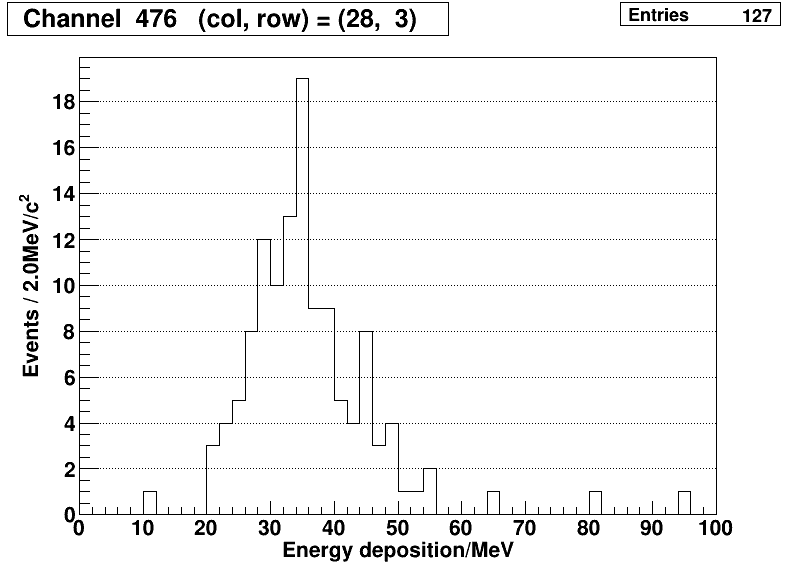 Channel 476 (col, row) = (28, 3)
Entries 127
Events / 2.0MeV/c²
18
16
14
12
10
8
6
4
2
0
0 10 20 30 40 50 60 70 80 90 100
Energy deposition/MeV